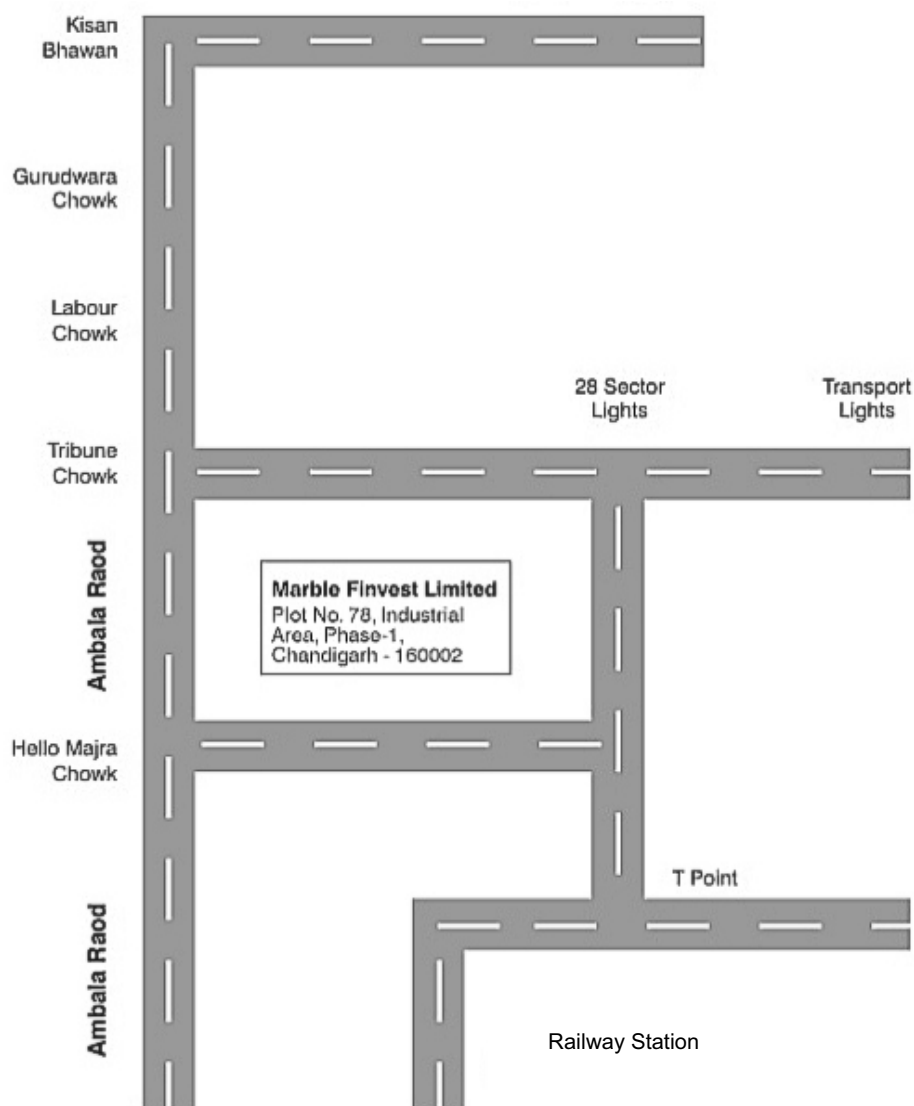 Kisan
Bhawan
Gurudwara
Chowk
Labour
Chowk
28 Sector
Lights
Transport
Lights
Tribune
Chowk
Ambala Raod
Marble Finvest Limited
Plot No. 78, Industrial
Area, Phase-1,
Chandigarh - 160002
Hello Majra
Chowk
T Point
Ambala Raod
Railway Station